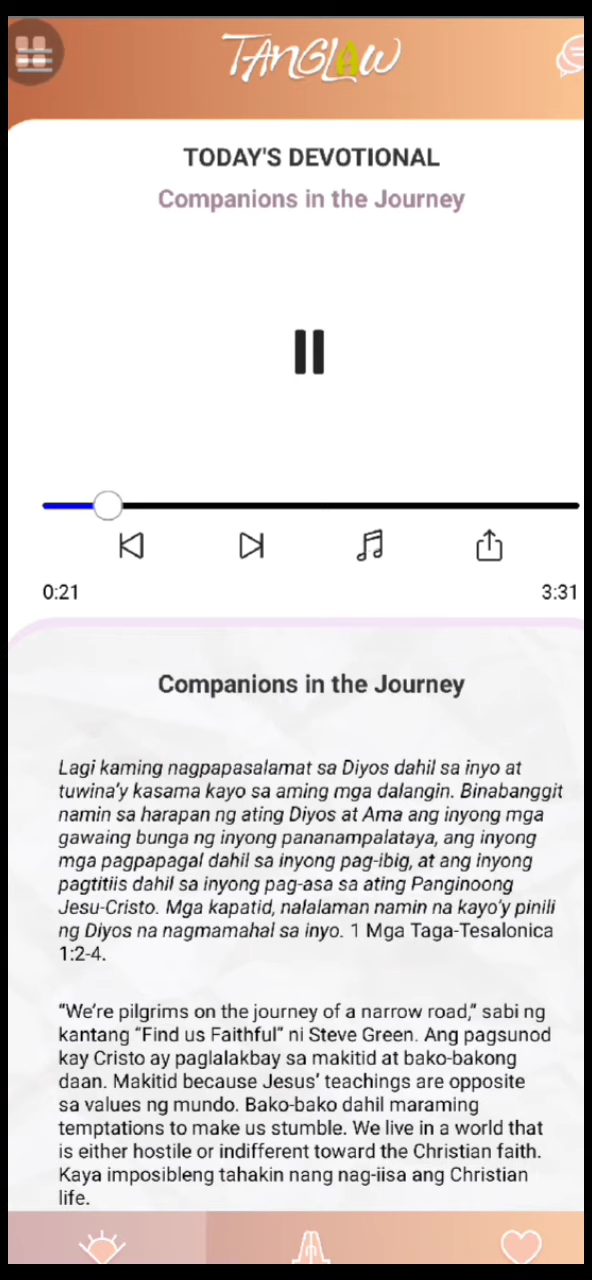 TANGLAW
TODAY'S DEVOTIONAL
Companions in the Journey
0:21
3:31
Companions in the Journey
Lagi kaming nagpapasalamat sa Diyos dahil sa inyo at
tuwina'y kasama kayo sa aming mga dalangin. Binabanggit
namin sa harapan ng ating Diyos at Ama ang inyong mga
gawaing bunga ng inyong pananampalataya, ang inyong
mga pagpapagal dahil sa inyong pag-ibig, at ang inyong
pagtitiis dahil sa inyong pag-asa sa ating Panginoong
Jesu-Cristo. Mga kapatid, nalalaman namin na kayo'y pinili
ng Diyos na nagmamahal sa inyo. 1 Mga Taga-Tesalonica
1:2-4.
“We’re pilgrims on the journey of a narrow road,” sabi ng
kantang “Find us Faithful” ni Steve Green. Ang pagsunod
kay Cristo ay paglalakbay sa makitid at bako-bakong
daan. Makitid because Jesus’ teachings are opposite
sa values ng mundo. Bako-bako dahil maraming
temptations to make us stumble. We live in a world that
is either hostile or indifferent toward the Christian faith.
Kaya imposibleng tahakin nang nag-iisa ang Christian
life.